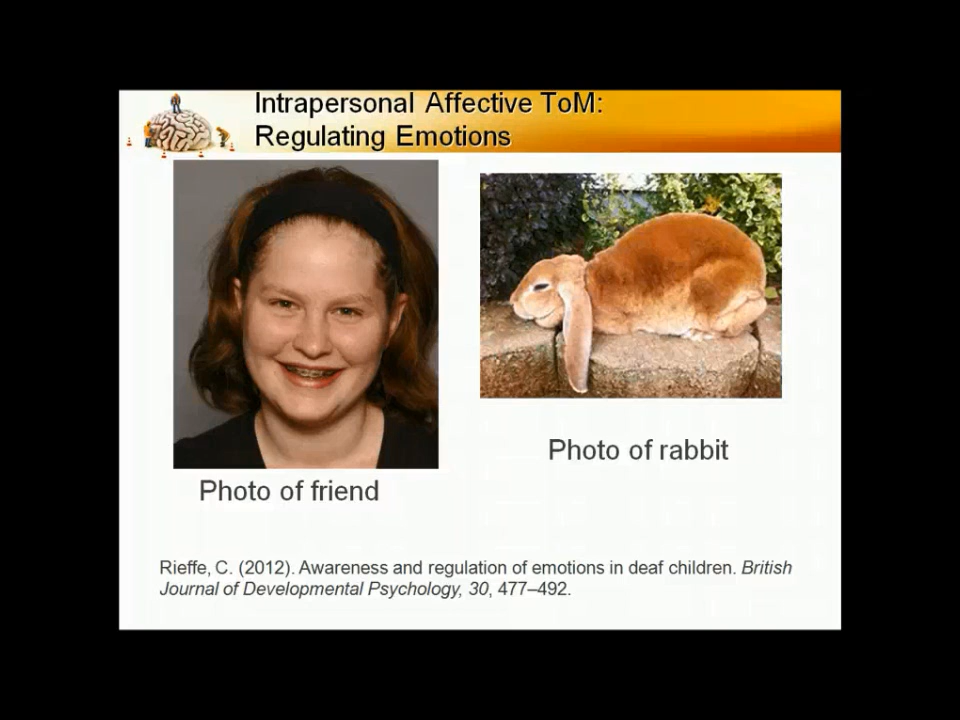 Intrapersonal Affective ToM:
Regulating Emotions
Photo of friend
Photo of rabbit
Rieffe, C. (2012). Awareness and regulation of emotions in deaf children. British
Journal of Developmental Psychology, 30, 477–492.